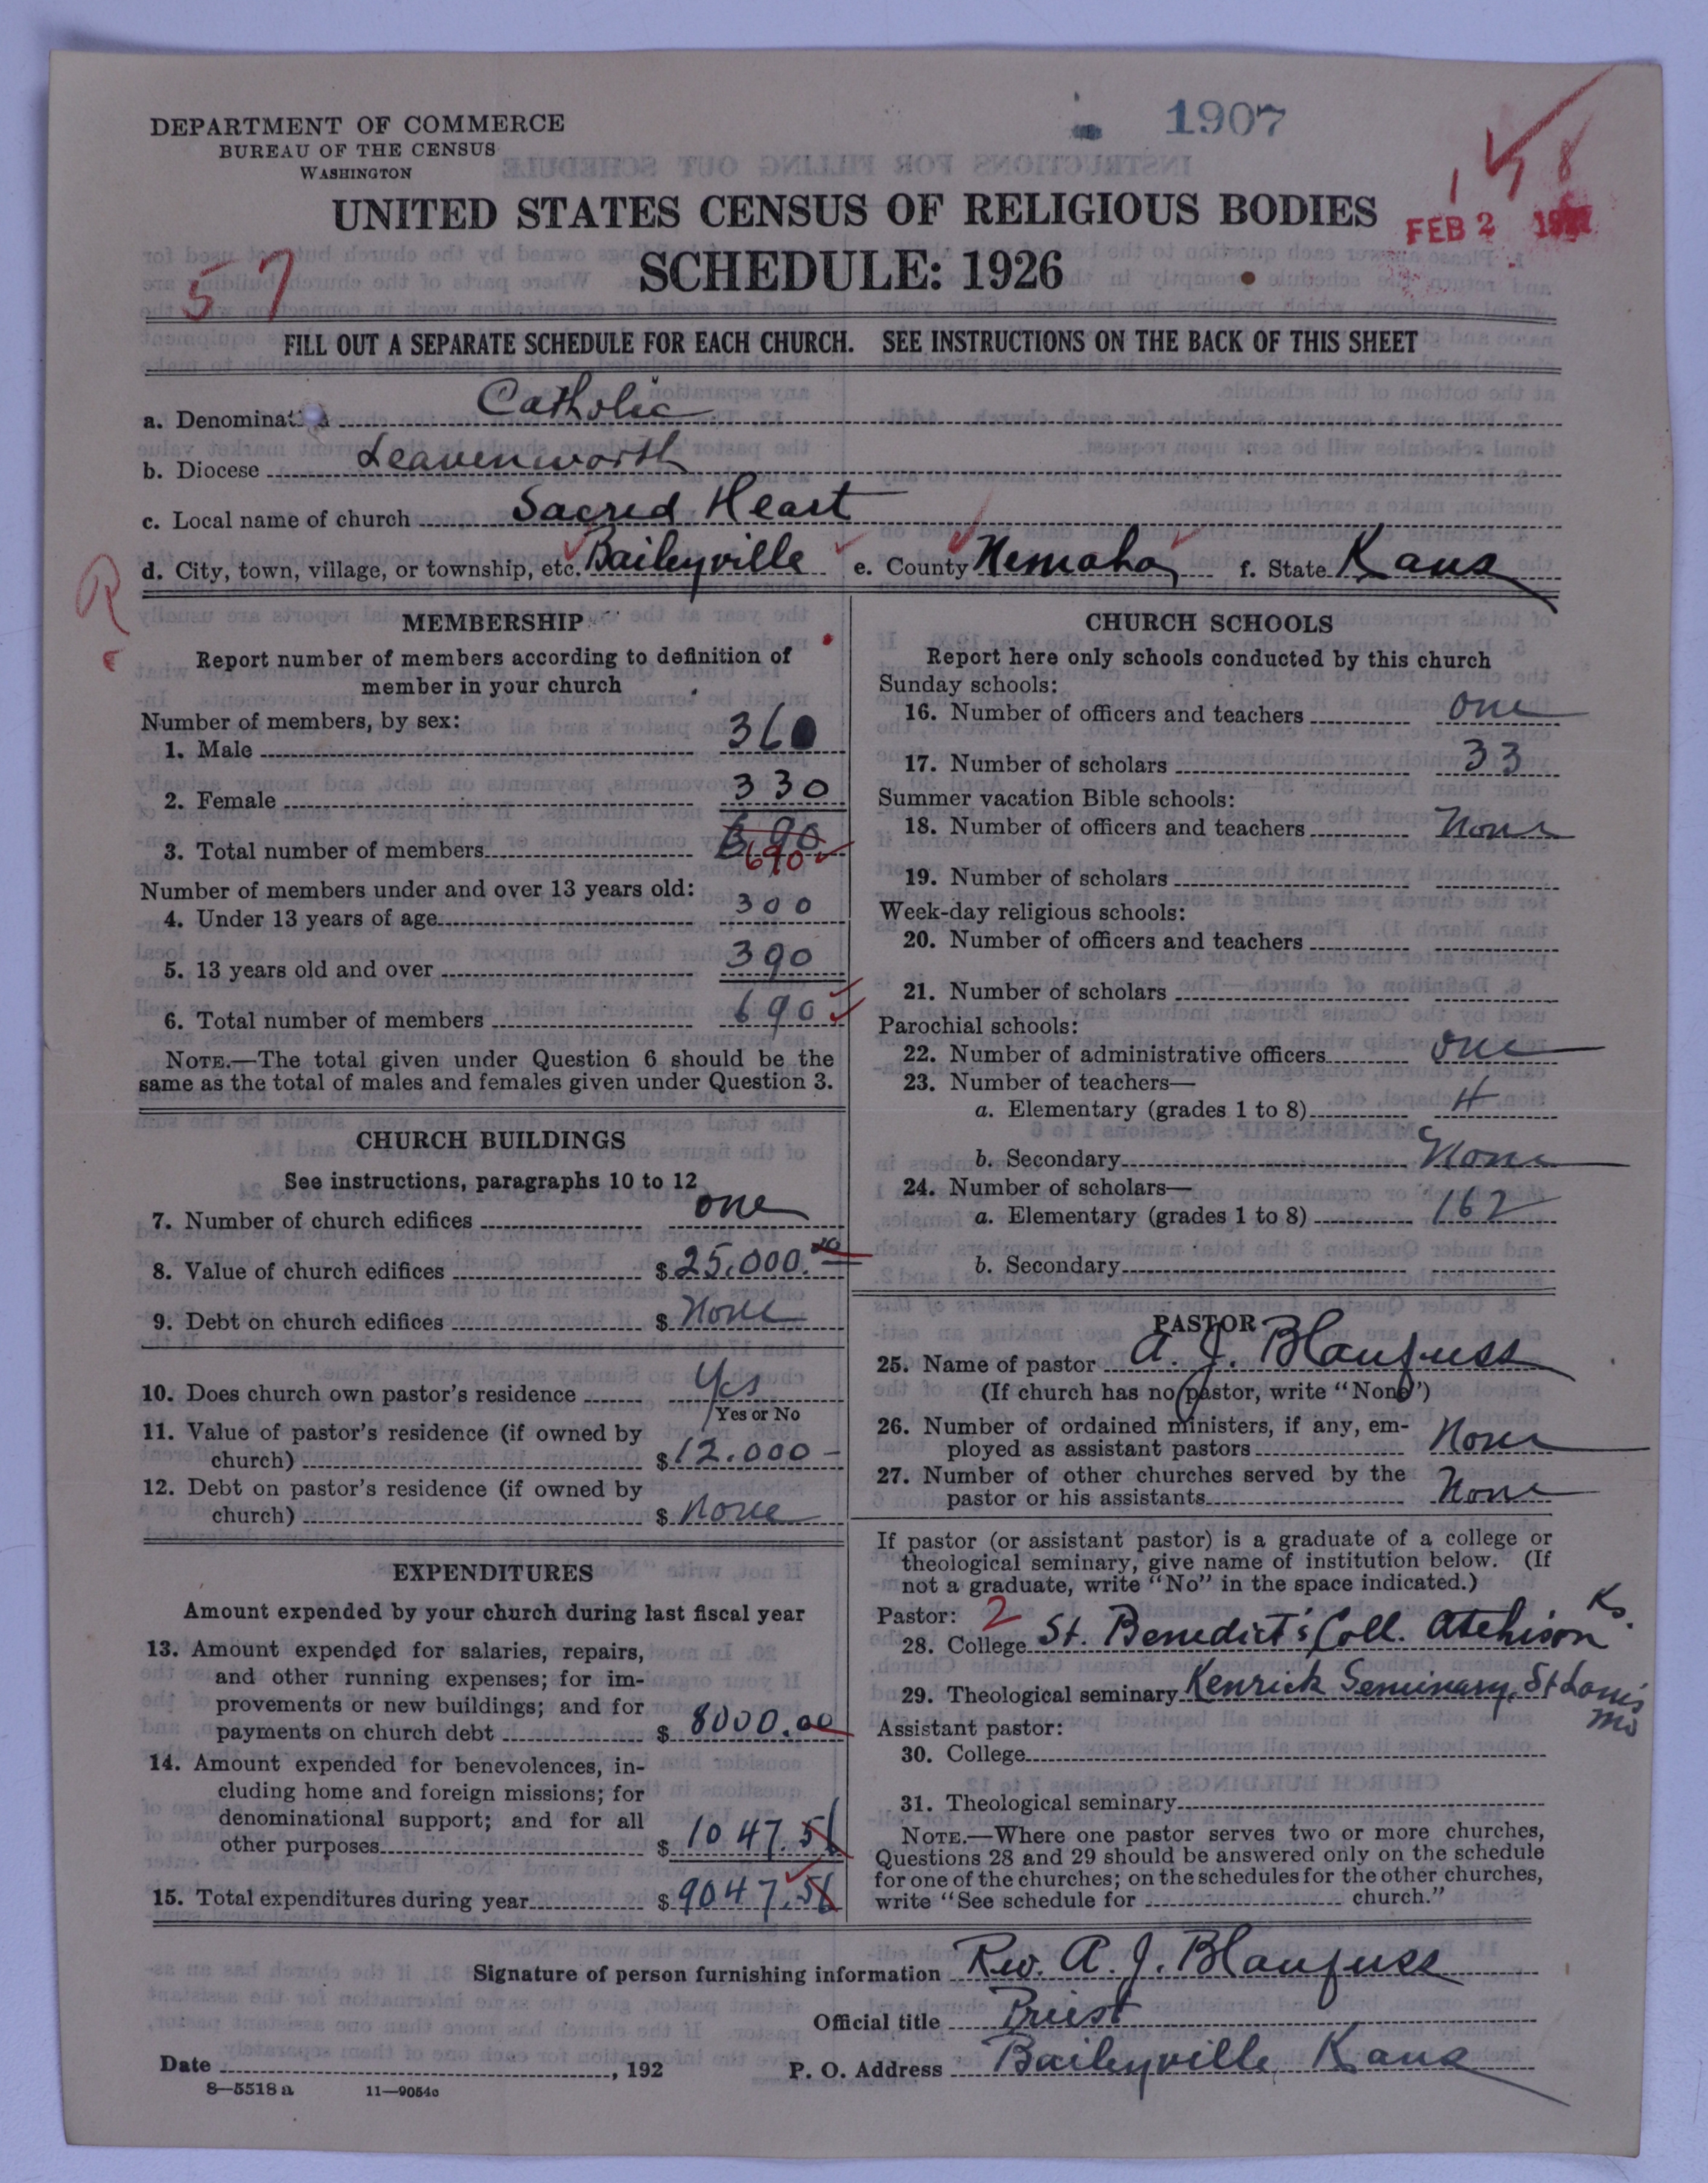 DEPARTMENT OF COMMERCE
BUREAU OF THE CENSUS
WASHINGTON
1907
1 8
UNITED STATES CENSUS OF RELIGIOUS BODIES
FEB 2
SCHEDULE: 1926
57
FILL OUT A SEPARATE SCHEDULE FOR EACH CHURCH. SEE INSTRUCTIONS ON THE BACK OF THIS SHEET
a. Denomination Catholic
b. Diocese Leavenworth
c. Local name of church Sacred Heart
d. City, town, village, or township, etc. Baileyville e. County Nemaha f. State Kans
R
MEMBERSHIP
Report number of members according to definition of
member in your church
Number of members, by sex:
1. Male 360
2. Female 330
3. Total number of members 690
690
Number of members under and over 13 years old:
4. Under 13 years of age 300
5. 13 years old and over 390
6. Total number of members 690
NOTE.—The total given under Question 6 should be the
same as the total of males and females given under Question 3.
CHURCH BUILDINGS
See instructions, paragraphs 10 to 12
7. Number of church edifices one
8. Value of church edifices $25,000.00
9. Debt on church edifices $ None
10. Does church own pastor's residence Yes
Yes or No
11. Value of pastor's residence (if owned by
church) $12.000-
12. Debt on pastor's residence (if owned by
church) $ None
EXPENDITURES
Amount expended by your church during last fiscal year
13. Amount expended for salaries, repairs,
and other running expenses; for im-
provements or new buildings; and for
payments on church debt $ 8000.00
14. Amount expended for benevolences, in-
cluding home and foreign missions; for
denominational support; and for all
other purposes $ 1047.56
15. Total expenditures during year $ 9047.56
CHURCH SCHOOLS
Report here only schools conducted by this church
Sunday schools:
16. Number of officers and teachers one
17. Number of scholars 33
Summer vacation Bible schools:
18. Number of officers and teachers None
19. Number of scholars
Week-day religious schools:
20. Number of officers and teachers
21. Number of scholars
Parochial schools:
22. Number of administrative officers one
23. Number of teachers—
a. Elementary (grades 1 to 8) 4
b. Secondary None
24. Number of scholars—
a. Elementary (grades 1 to 8) 162
b. Secondary
PASTOR
25. Name of pastor A. J. Blaufuss
(If church has no pastor, write "None")
26. Number of ordained ministers, if any, em-
ployed as assistant pastors None
27. Number of other churches served by the
pastor or his assistants None
If pastor (or assistant pastor) is a graduate of a college or
theological seminary, give name of institution below. (If
not a graduate, write "No" in the space indicated.)
Pastor: 2
28. College St. Benedict's Coll. Atchison Ks.
29. Theological seminary Kenrick Seminary, St Louis Mo
Assistant pastor:
30. College
31. Theological seminary
NOTE.—Where one pastor serves two or more churches,
Questions 28 and 29 should be answered only on the schedule
for one of the churches; on the schedules for the other churches,
write "See schedule for church."
Signature of person furnishing information Rev. A. J. Blaufuss
Official title Priest
Date , 192 P. O. Address Baileyville Kans
8—5518 a 11—9054c